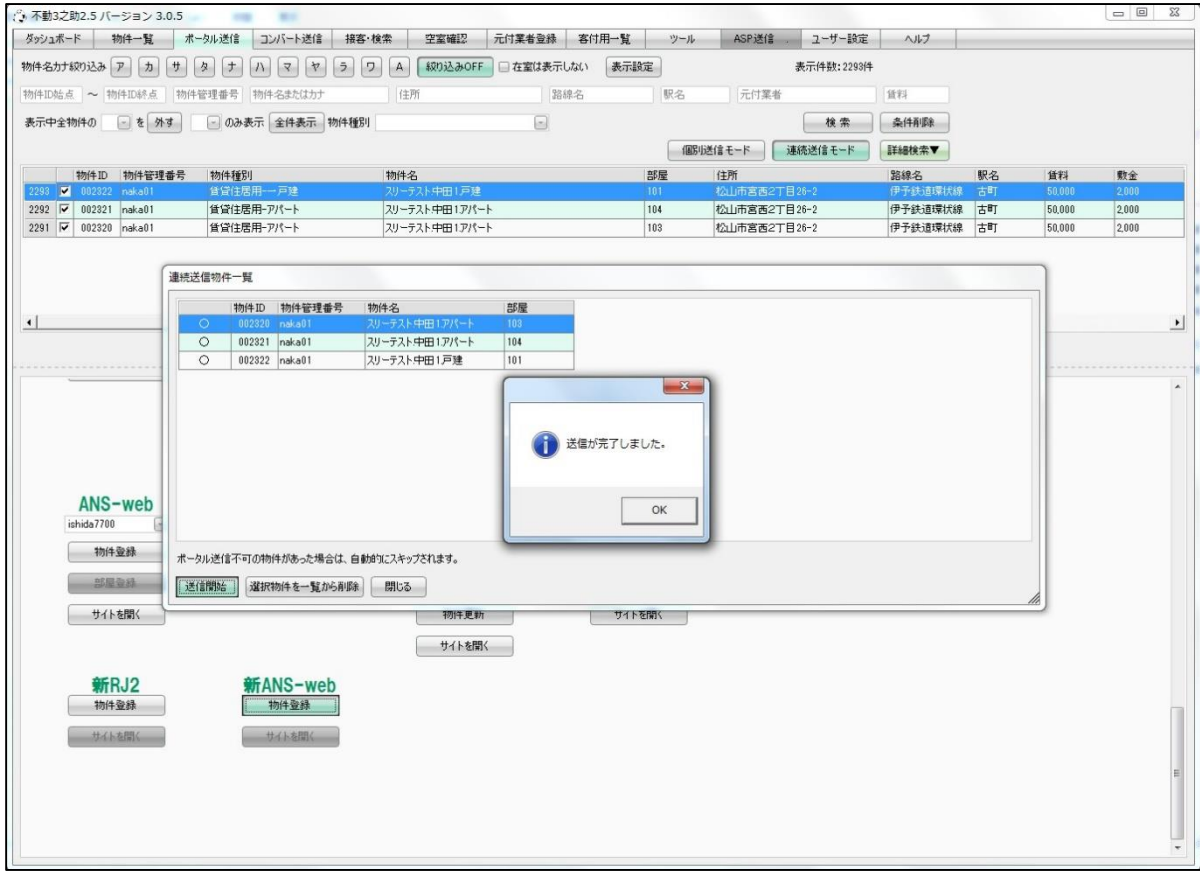 不動3之助2.5 バージョン 3.0.5
ダッシュボード 物件一覧 ポータル送信 コンバート送信 接客・検索 空室確認 元付業者登録 客付用一覧 ツール ASP送信 ユーザー設定 ヘルプ
物件名カナ絞り込み ア カ サ タ ナ ハ マ ヤ ラ ワ A 絞り込みOFF 在室は表示しない 表示設定 表示件数:2293件
物件ID始点 ～ 物件ID終点 物件管理番号 物件名またはカナ 住所 路線名 駅名 元付業者 賃料
表示中全物件の を 外す のみ表示 全件表示 物件種別 検 索 条件削除
個別送信モード 連続送信モード 詳細検索▼
物件ID 物件管理番号 物件種別 物件名 部屋 住所 路線名 駅名 賃料 敷金
2293 002322 naka01 賃貸住居用-一戸建 スリーテスト中田1戸建 101 松山市宮西2丁目26-2 伊予鉄道環状線 古町 50,000 2,000
2292 002321 naka01 賃貸住居用-アパート スリーテスト中田1アパート 104 松山市宮西2丁目26-2 伊予鉄道環状線 古町 50,000 2,000
2291 002320 naka01 賃貸住居用-アパート スリーテスト中田1アパート 103 松山市宮西2丁目26-2 伊予鉄道環状線 古町 50,000 2,000
連続送信物件一覧
物件ID 物件管理番号 物件名 部屋
○ 002320 naka01 スリーテスト中田1アパート 103
○ 002321 naka01 スリーテスト中田1アパート 104
○ 002322 naka01 スリーテスト中田1戸建 101
送信が完了しました。
OK
ポータル送信不可の物件があった場合は、自動的にスキップされます。
送信開始 選択物件を一覧から削除 閉じる
ANS-web
ishida7700
物件登録
部屋登録
サイトを開く 物件更新 サイトを開く
サイトを開く
新RJ2 新ANS-web
物件登録 物件登録
サイトを開く サイトを開く